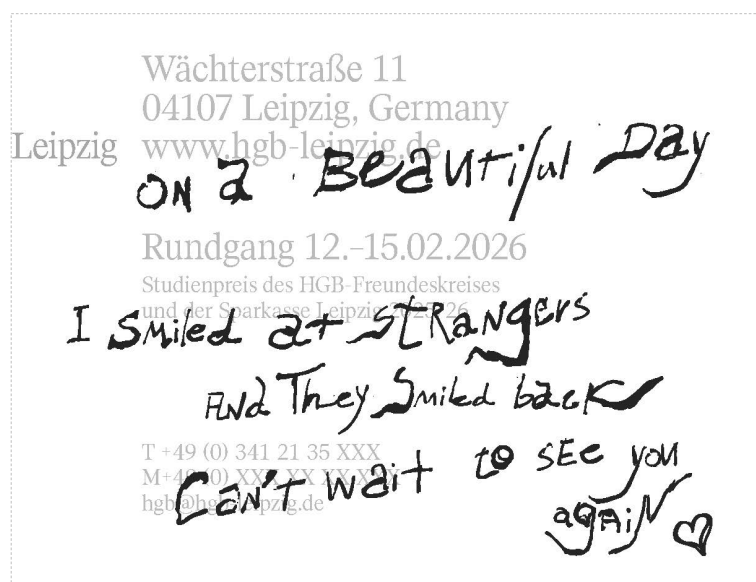 Wächterstraße 11
04107 Leipzig, Germany
Leipzig www.hgb-leipzig.de
ON a BEaUtiful Day
Rundgang 12.–15.02.2026
Studienpreis des HGB-Freundeskreises
und der Sparkasse Leipzig 2025/26
I SMiled at StRaNgers
ANd They Smiled back
T +49 (0) 341 21 35 XXX
M+49 (0) XXX XX XX XXX
CaN't wait to SEe you
hgb@hgb-leipzig.de
agAiN ♡